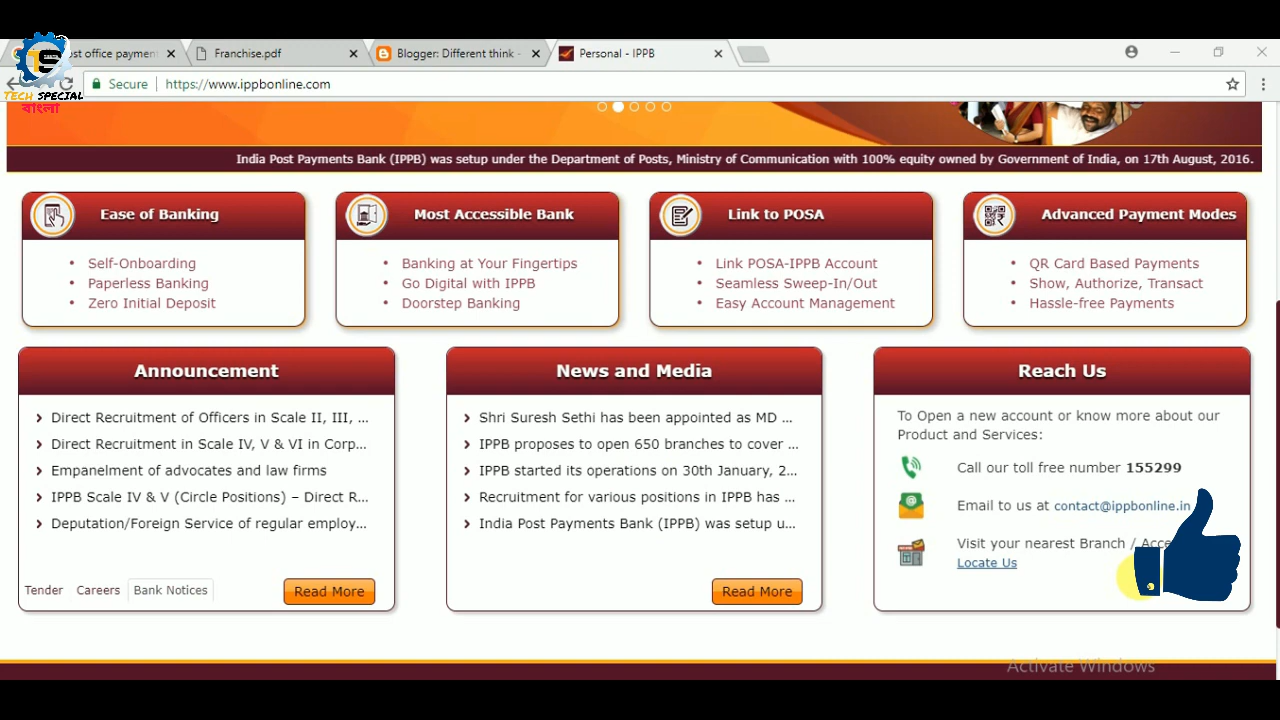 ost office paymen
Franchise.pdf
Blogger: Different think -
Personal - IPPB
Secure
https://www.ippbonline.com
TECH SPECIAL
বাংলা
India Post Payments Bank (IPPB) was setup under the Department of Posts, Ministry of Communication with 100% equity owned by Government of India, on 17th August, 2016.
Ease of Banking
• Self-Onboarding
• Paperless Banking
• Zero Initial Deposit
Most Accessible Bank
• Banking at Your Fingertips
• Go Digital with IPPB
• Doorstep Banking
Link to POSA
• Link POSA-IPPB Account
• Seamless Sweep-In/Out
• Easy Account Management
Advanced Payment Modes
• QR Card Based Payments
• Show, Authorize, Transact
• Hassle-free Payments
Announcement
Direct Recruitment of Officers in Scale II, III, ...
Direct Recruitment in Scale IV, V & VI in Corp...
Empanelment of advocates and law firms
IPPB Scale IV & V (Circle Positions) – Direct R...
Deputation/Foreign Service of regular employ...
Tender Careers Bank Notices
Read More
News and Media
Shri Suresh Sethi has been appointed as MD ...
IPPB proposes to open 650 branches to cover ...
IPPB started its operations on 30th January, 2...
Recruitment for various positions in IPPB has ...
India Post Payments Bank (IPPB) was setup u...
Read More
Reach Us
To Open a new account or know more about our
Product and Services:
Call our toll free number 155299
Email to us at contact@ippbonline.in
Visit your nearest Branch / Acce
Locate Us
Activate Windows